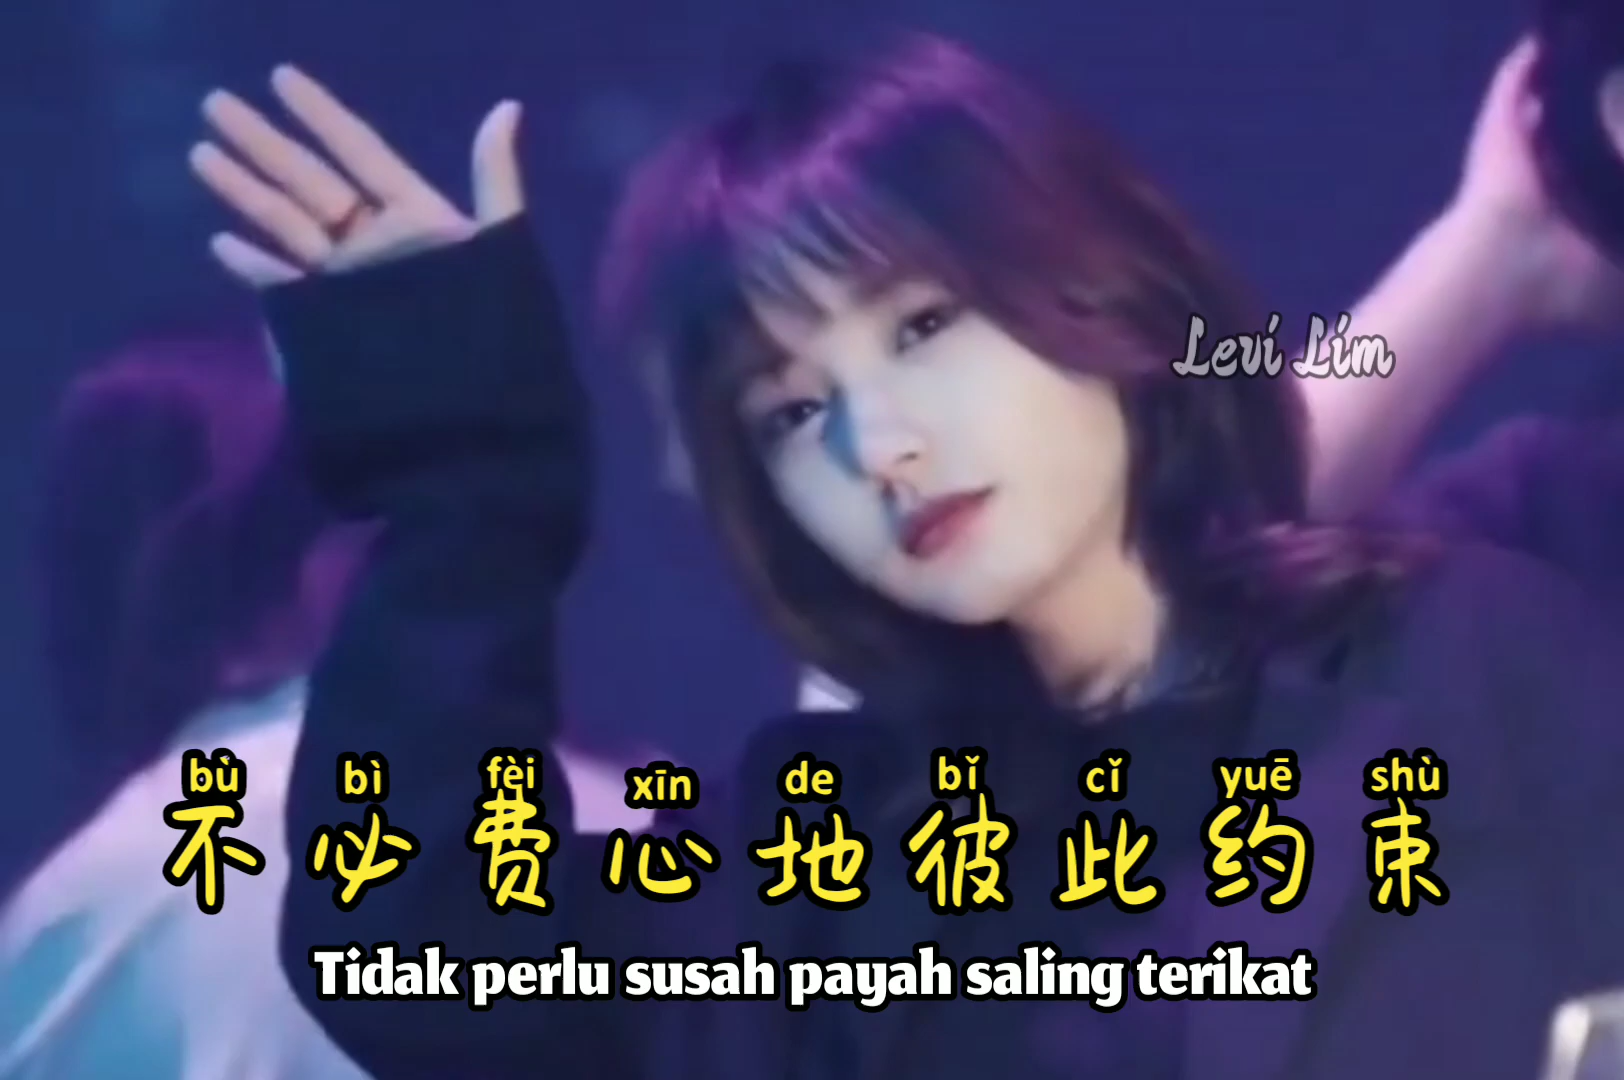 Levi Lim
bù bì fèi xīn de bǐ cǐ yuē shù
不必费心地彼此约束
Tidak perlu susah payah saling terikat